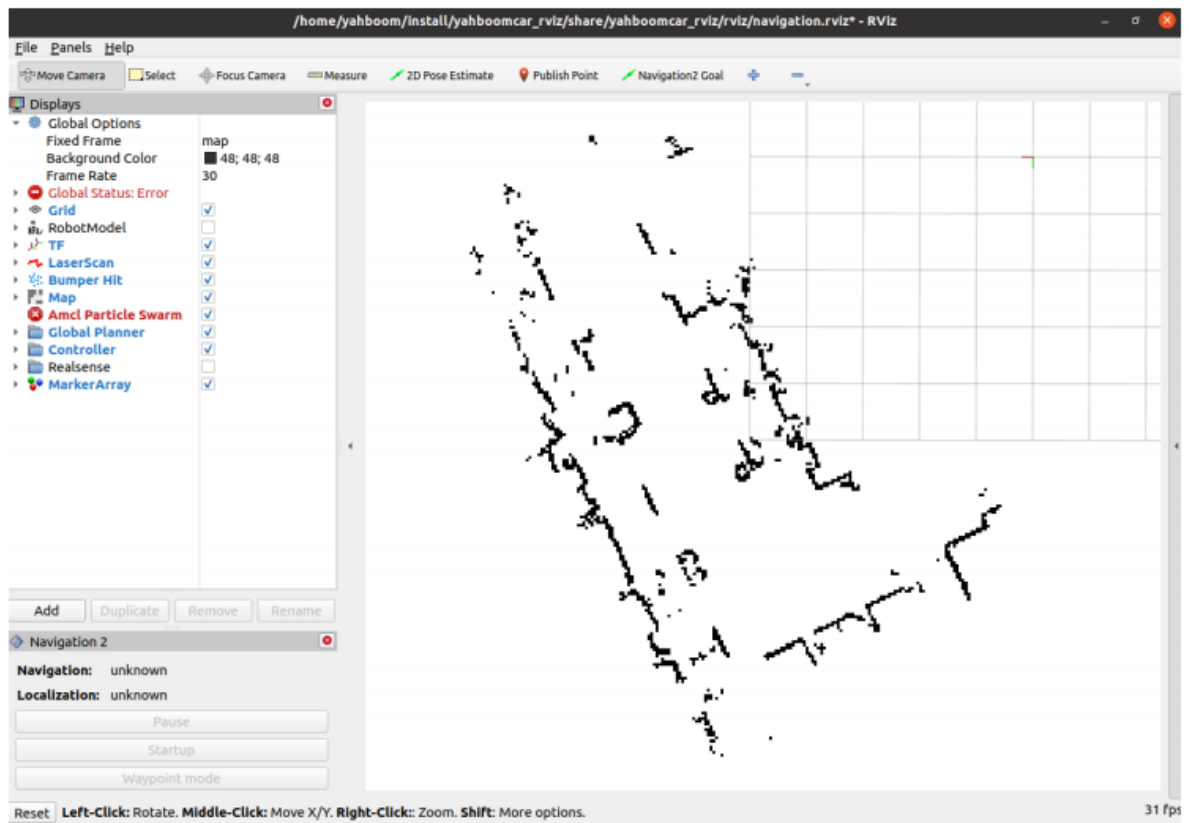 /home/yahboom/install/yahboomcar_rviz/share/yahboomcar_rviz/rviz/navigation.rviz* - RViz
File Panels Help
Move Camera Select Focus Camera Measure 2D Pose Estimate Publish Point Navigation2 Goal
Displays
Global Options
Fixed Frame map
Background Color 48; 48; 48
Frame Rate 30
Global Status: Error
Grid
RobotModel
TF
LaserScan
Bumper Hit
Map
Amcl Particle Swarm
Global Planner
Controller
Realsense
MarkerArray
Add Duplicate Remove Rename
Navigation 2
Navigation: unknown
Localization: unknown
Pause
Startup
Waypoint mode
Reset Left-Click: Rotate. Middle-Click: Move X/Y. Right-Click:: Zoom. Shift: More options. 31 fps